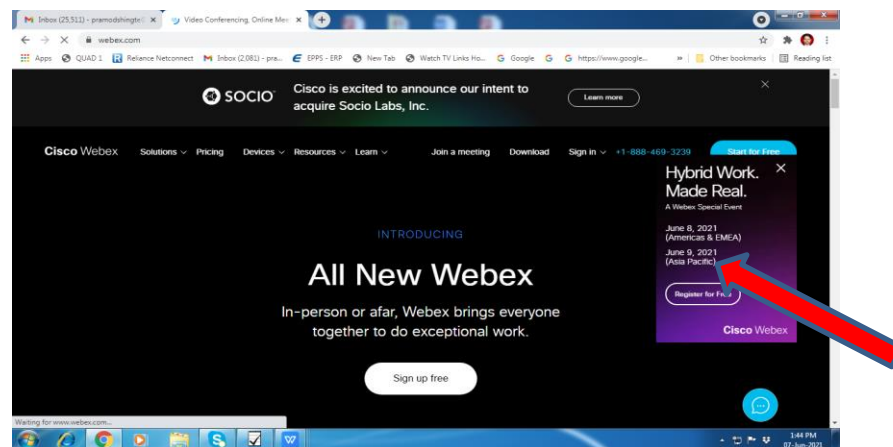 Inbox (25,511) - pramodshingte
Video Conferencing, Online Mee
webex.com
Apps QUAD 1 Reliance Netconnect Inbox (2,081) - pra... EPPS - ERP New Tab Watch TV Links Ho... Google G https://www.google... » Other bookmarks Reading list
SOCIO
Cisco is excited to announce our intent to
acquire Socio Labs, Inc.
Learn more
Cisco Webex Solutions Pricing Devices Resources Learn Join a meeting Download Sign in +1-888-469-3239 Start for Free
Hybrid Work.
Made Real.
A Webex Special Event
June 8, 2021
(Americas & EMEA)
June 9, 2021
(Asia Pacific)
Register for Free
Cisco Webex
INTRODUCING
All New Webex
In-person or afar, Webex brings everyone
together to do exceptional work.
Sign up free
Waiting for www.webex.com...
1:44 PM
07-Jun-2021